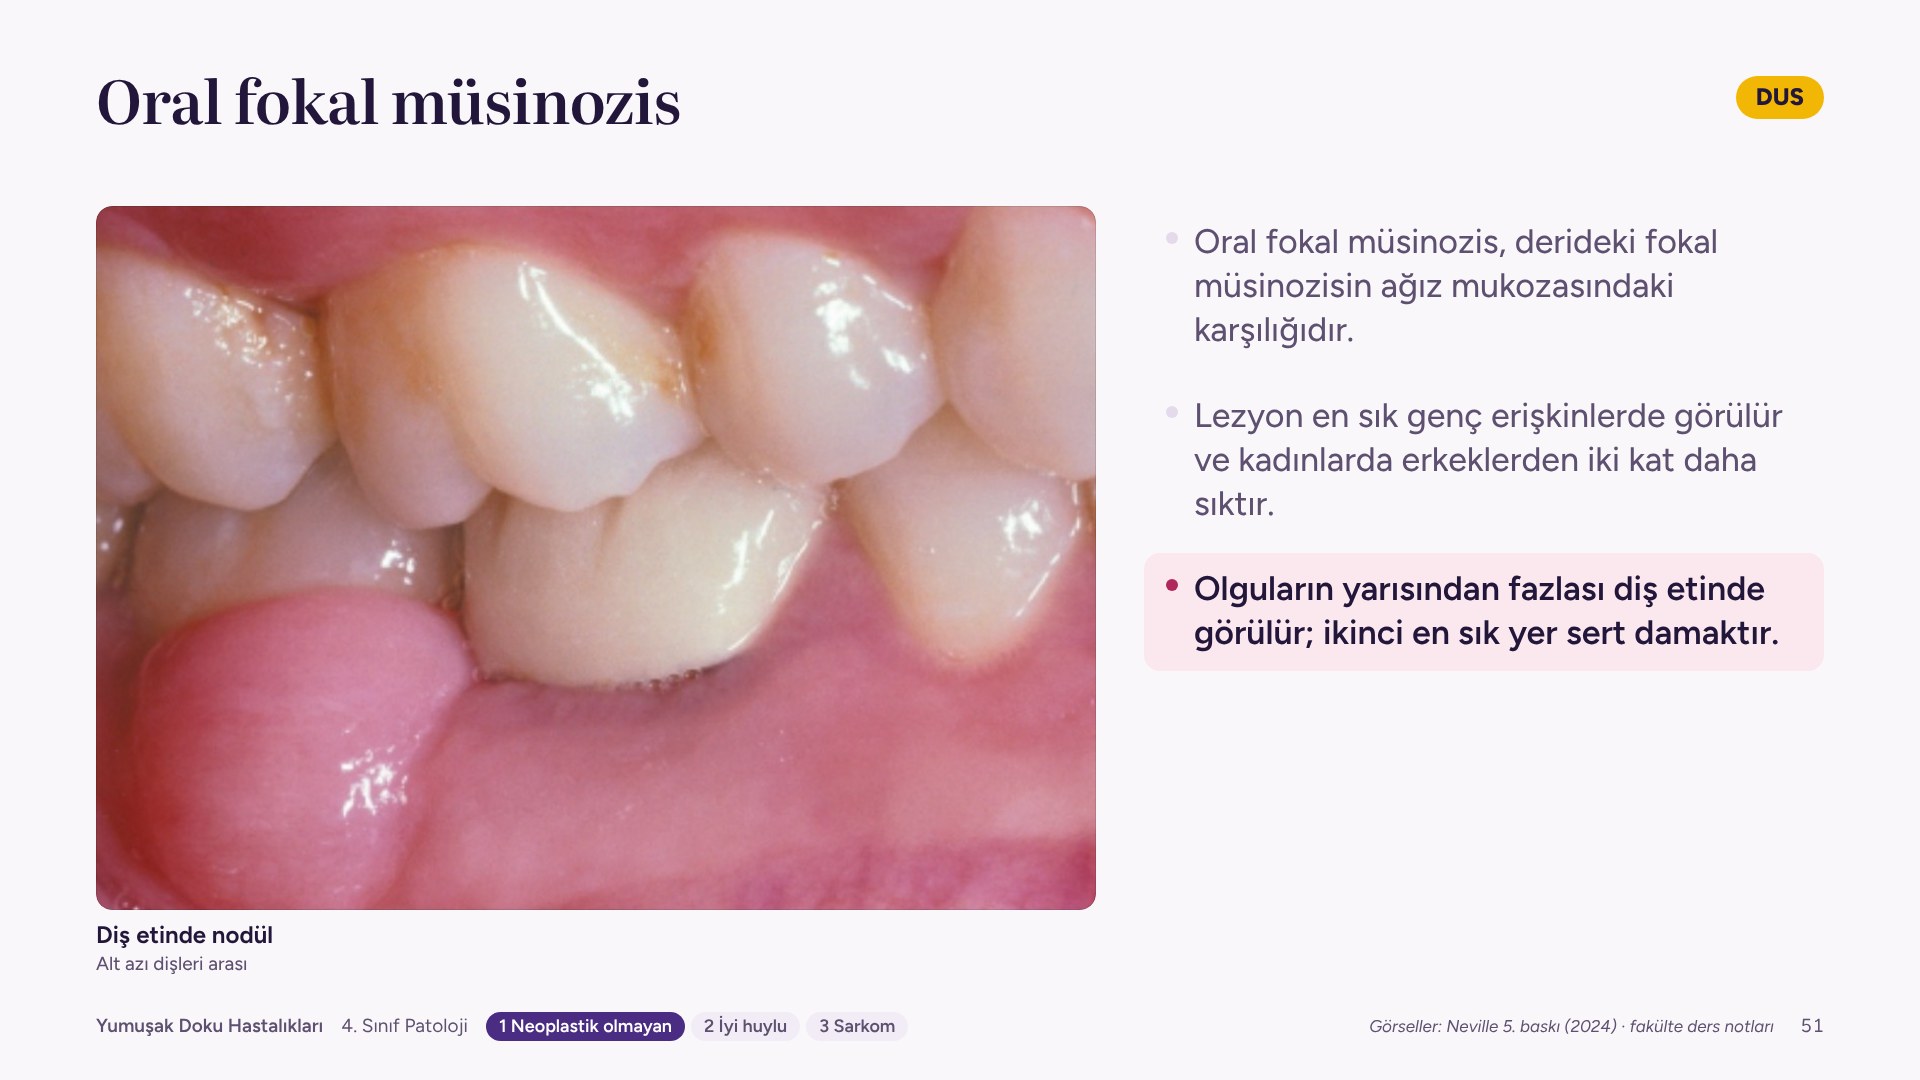 Oral fokal müsinozis
DUS
Oral fokal müsinozis, derideki fokal
müsinozisin ağız mukozasındaki
karşılığıdır.
Lezyon en sık genç erişkinlerde görülür
ve kadınlarda erkeklerden iki kat daha
sıktır.
Olguların yarısından fazlası diş etinde
görülür; ikinci en sık yer sert damaktır.
Diş etinde nodül
Alt azı dişleri arası
Yumuşak Doku Hastalıkları 4. Sınıf Patoloji 1 Neoplastik olmayan 2 İyi huylu 3 Sarkom
Görseller: Neville 5. baskı (2024) · fakülte ders notları 51